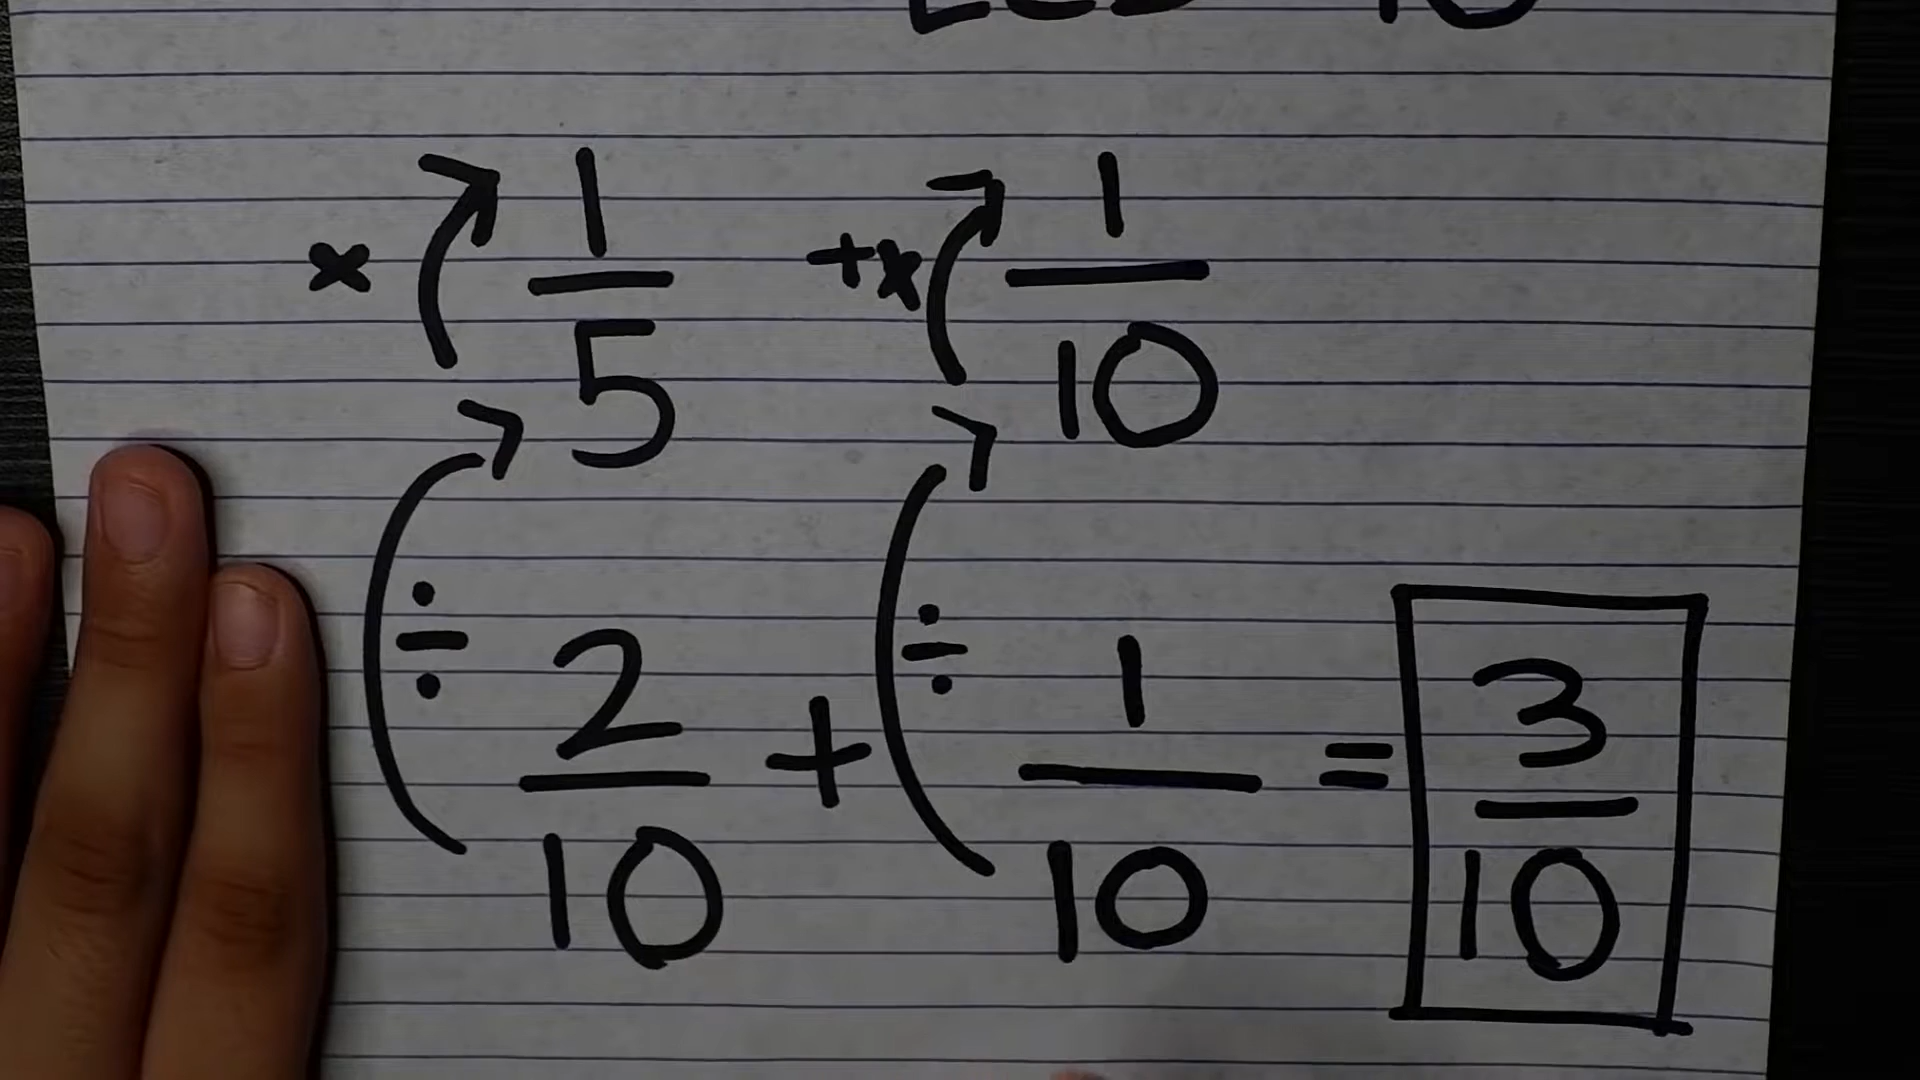 × 1/5 +× 1/10
÷ 2/10 + ÷ 1/10 = 3/10